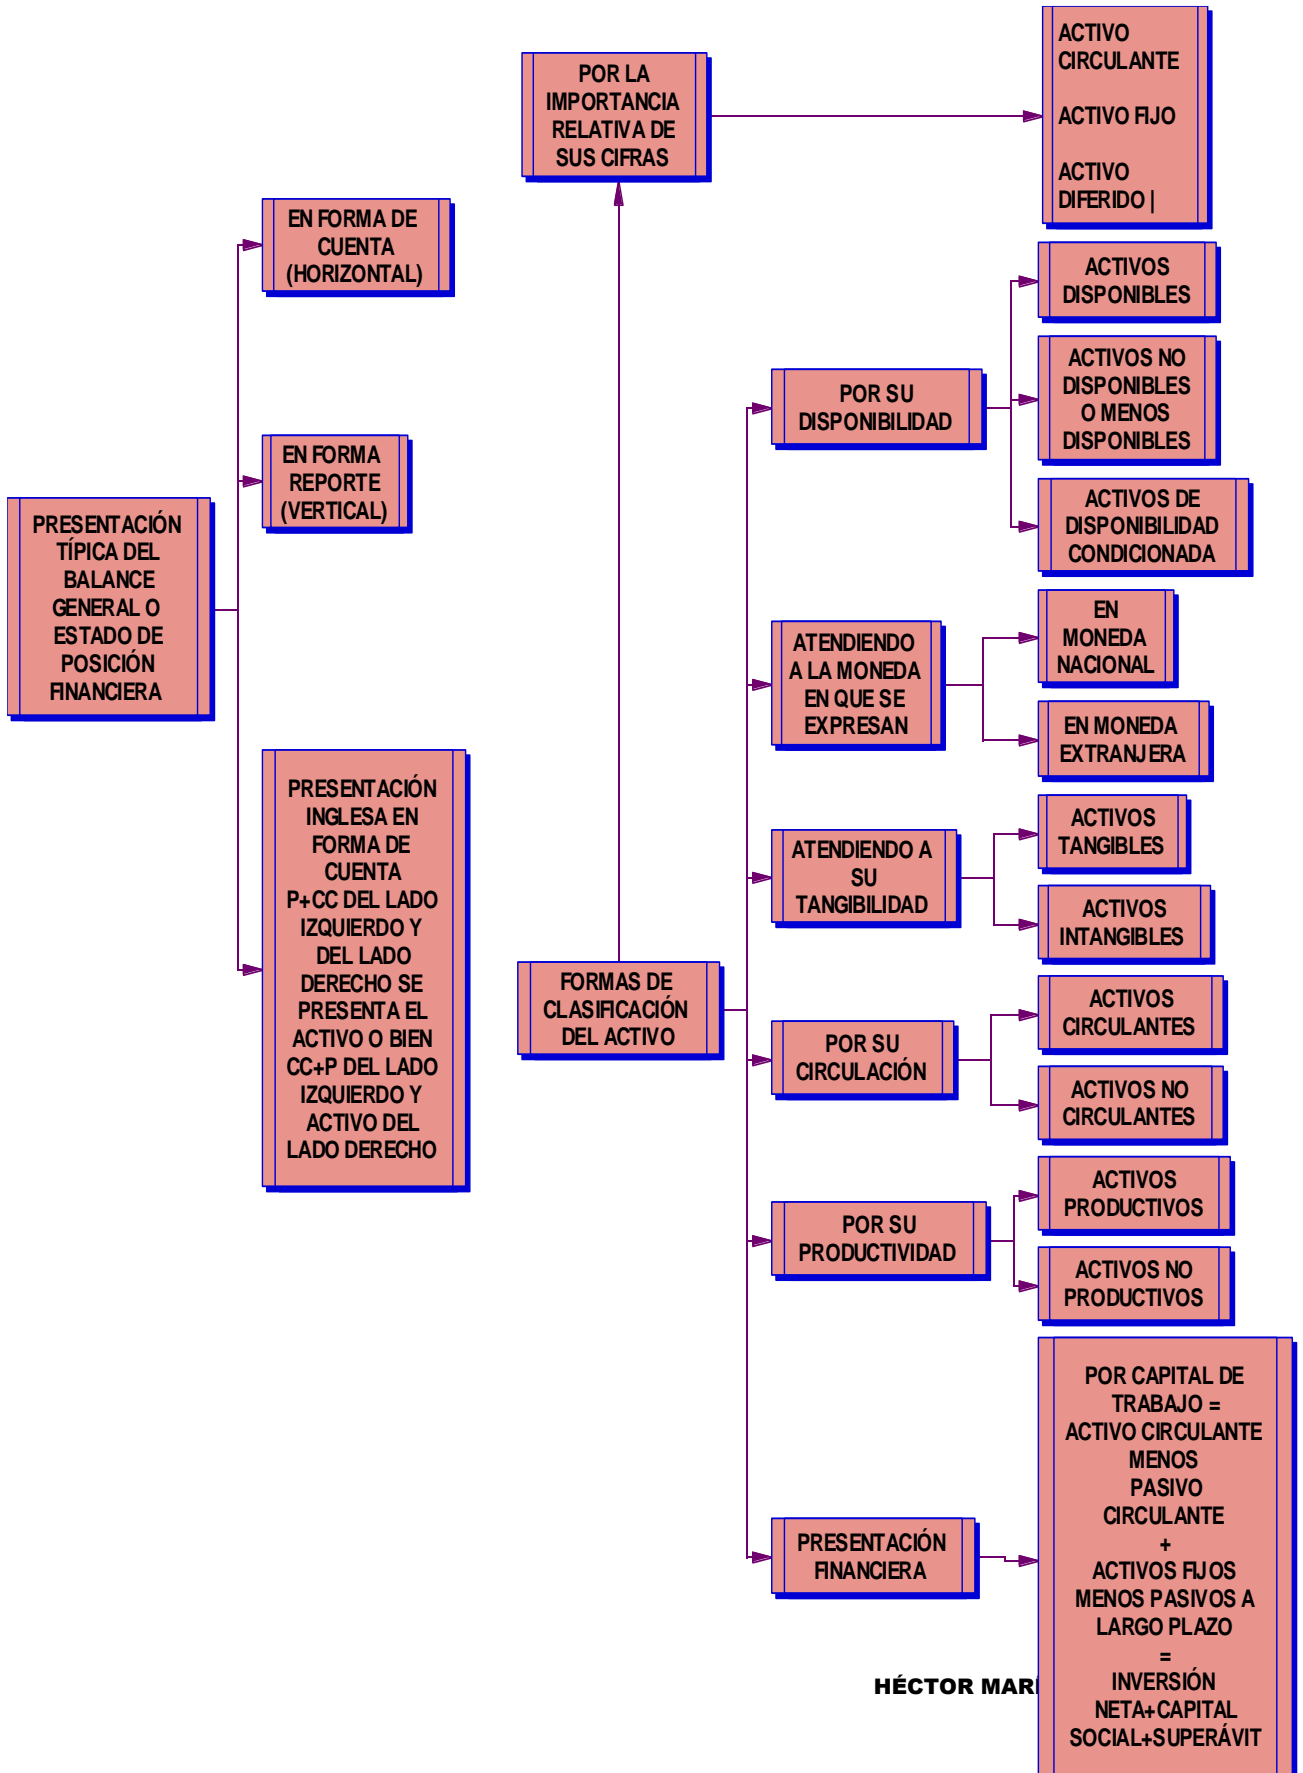 PRESENTACIÓN
TÍPICA DEL
BALANCE
GENERAL O
ESTADO DE
POSICIÓN
FINANCIERA
EN FORMA DE
CUENTA
(HORIZONTAL)
EN FORMA
REPORTE
(VERTICAL)
PRESENTACIÓN
INGLESA EN
FORMA DE
CUENTA
P+CC DEL LADO
IZQUIERDO Y
DEL LADO
DERECHO SE
PRESENTA EL
ACTIVO O BIEN
CC+P DEL LADO
IZQUIERDO Y
ACTIVO DEL
LADO DERECHO
FORMAS DE
CLASIFICACIÓN
DEL ACTIVO
POR LA
IMPORTANCIA
RELATIVA DE
SUS CIFRAS
ACTIVO
CIRCULANTE
ACTIVO FIJO
ACTIVO
DIFERIDO |
POR SU
DISPONIBILIDAD
ACTIVOS
DISPONIBLES
ACTIVOS NO
DISPONIBLES
O MENOS
DISPONIBLES
ACTIVOS DE
DISPONIBILIDAD
CONDICIONADA
ATENDIENDO
A LA MONEDA
EN QUE SE
EXPRESAN
EN
MONEDA
NACIONAL
EN MONEDA
EXTRANJERA
ATENDIENDO A
SU
TANGIBILIDAD
ACTIVOS
TANGIBLES
ACTIVOS
INTANGIBLES
POR SU
CIRCULACIÓN
ACTIVOS
CIRCULANTES
ACTIVOS NO
CIRCULANTES
POR SU
PRODUCTIVIDAD
ACTIVOS
PRODUCTIVOS
ACTIVOS NO
PRODUCTIVOS
PRESENTACIÓN
FINANCIERA
POR CAPITAL DE
TRABAJO =
ACTIVO CIRCULANTE
MENOS
PASIVO
CIRCULANTE
+
ACTIVOS FIJOS
MENOS PASIVOS A
LARGO PLAZO
=
INVERSIÓN
NETA+CAPITAL
SOCIAL+SUPERÁVIT
HÉCTOR